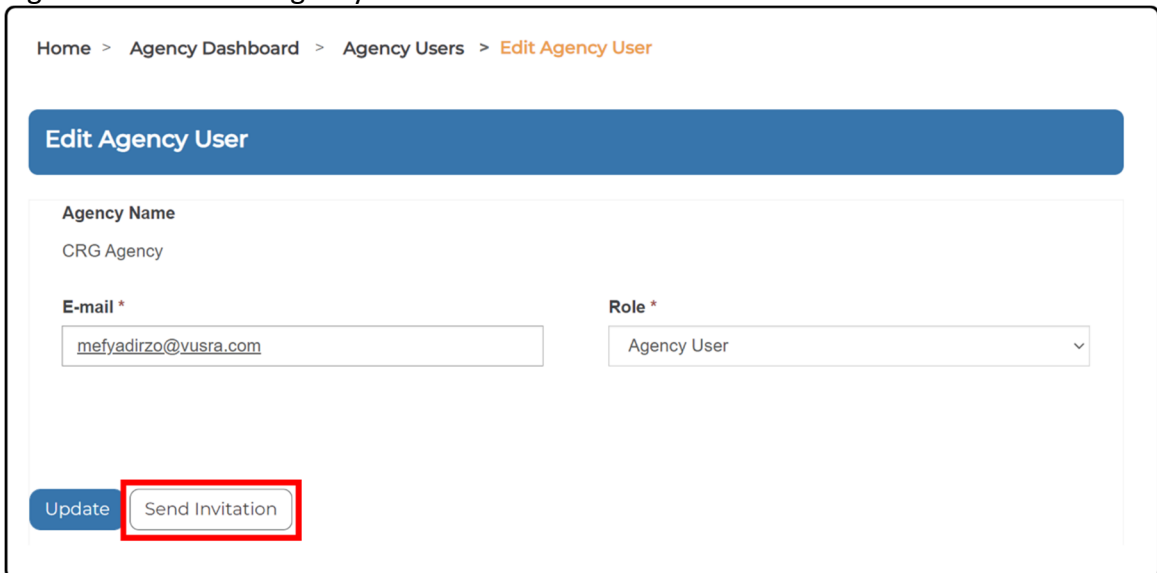 Home > Agency Dashboard > Agency Users > Edit Agency User
Edit Agency User
Agency Name
CRG Agency
E-mail *
Role *
mefyadirzo@vusra.com
Agency User
Update
Send Invitation